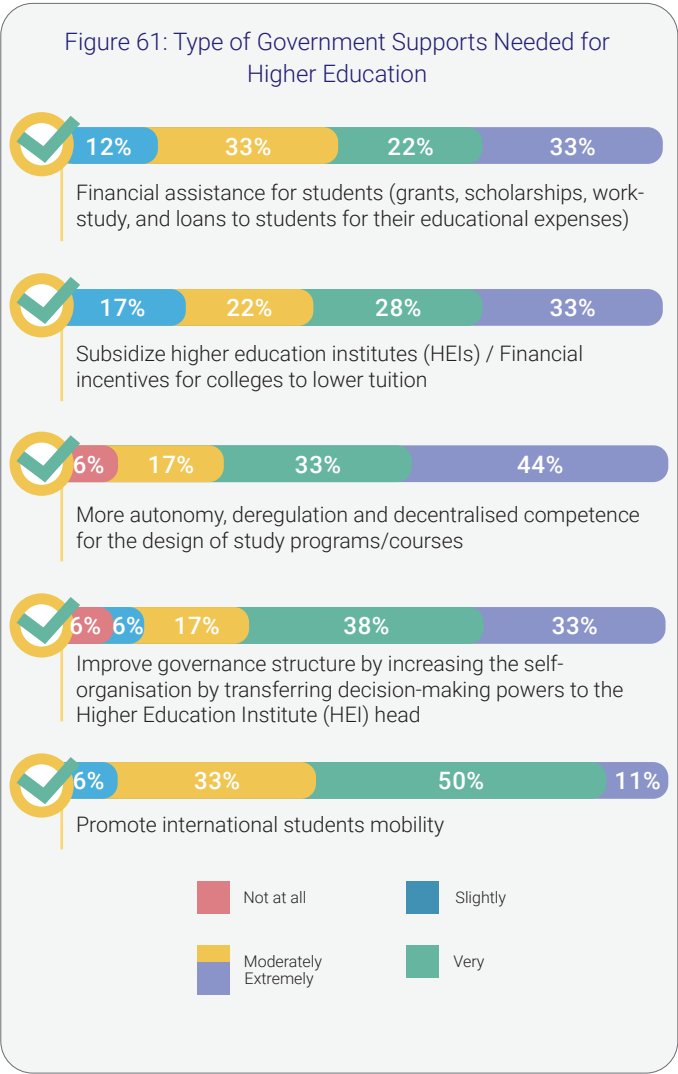 Figure 61: Type of Government Supports Needed for
Higher Education
12% 33% 22% 33%
Financial assistance for students (grants, scholarships, work-
study, and loans to students for their educational expenses)
17% 22% 28% 33%
Subsidize higher education institutes (HEIs) / Financial
incentives for colleges to lower tuition
6% 17% 33% 44%
More autonomy, deregulation and decentralised competence
for the design of study programs/courses
6% 6% 17% 38% 33%
Improve governance structure by increasing the self-
organisation by transferring decision-making powers to the
Higher Education Institute (HEI) head
6% 33% 50% 11%
Promote international students mobility
Not at all Slightly
Moderately Very
Extremely